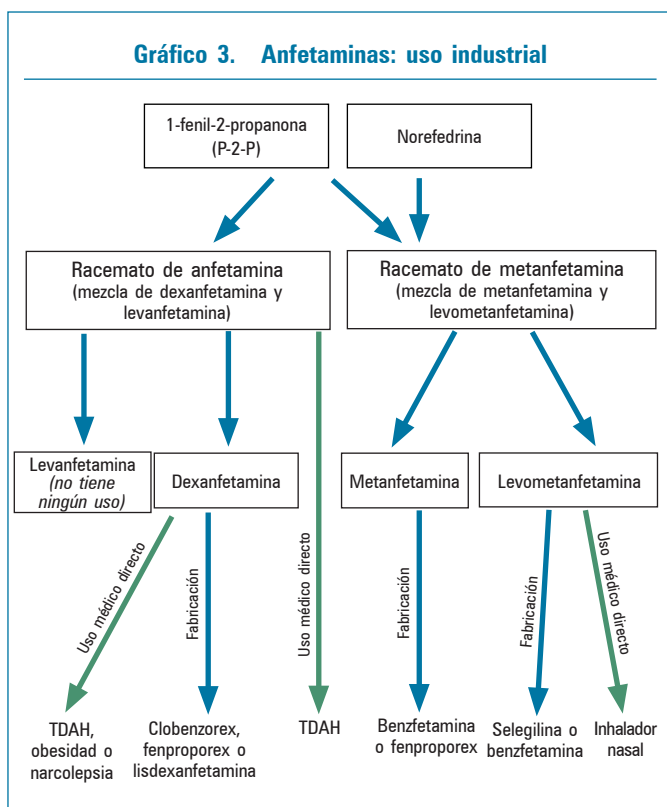 Gráfico 3. Anfetaminas: uso industrial
1-fenil-2-propanona
(P-2-P)
Norefedrina
Racemato de anfetamina
(mezcla de dexanfetamina y
levanfetamina)
Racemato de metanfetamina
(mezcla de metanfetamina y
levometanfetamina)
Levanfetamina
(no tiene
ningún uso)
Dexanfetamina
Metanfetamina
Levometanfetamina
Uso médico directo
Fabricación
Uso médico directo
Fabricación
Fabricación
Uso médico directo
TDAH,
obesidad o
narcolepsia
Clobenzorex,
fenproporex o
lisdexanfetamina
TDAH
Benzfetamina
o fenproporex
Selegilina o
benzfetamina
Inhalador
nasal